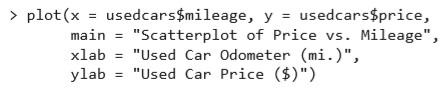 > plot(x = usedcars$mileage, y = usedcars$price,
main = "Scatterplot of Price vs. Mileage",
xlab = "Used Car Odometer (mi.)",
ylab = "Used Car Price ($)")